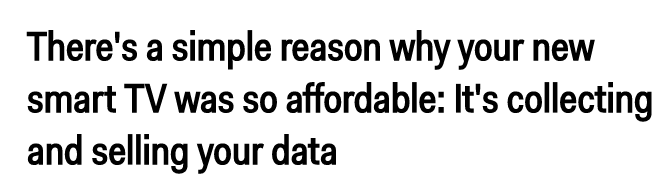 There's a simple reason why your new
smart TV was so affordable: It's collecting
and selling your data